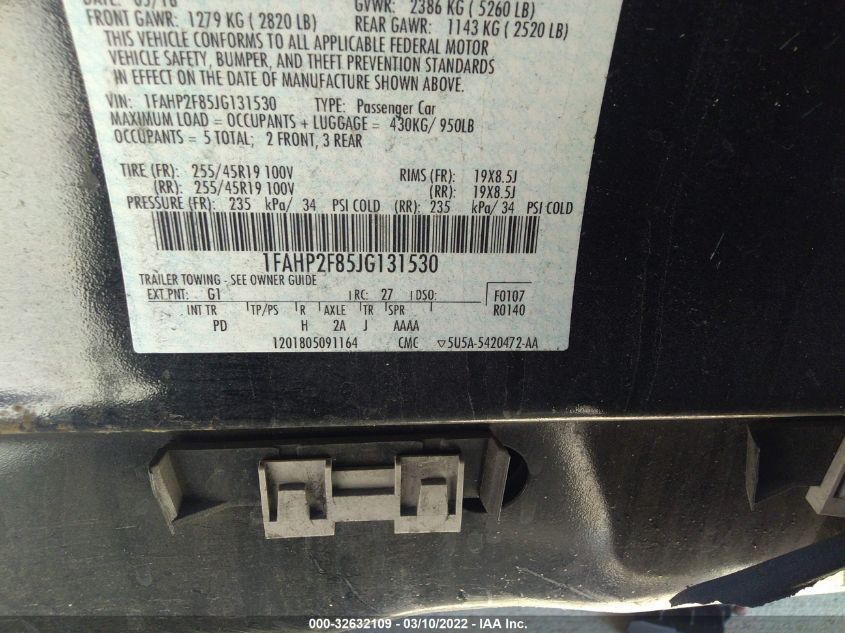 DATE: 05/18 GVWR: 2386 KG ( 5260 LB)
FRONT GAWR: 1279 KG ( 2820 LB) REAR GAWR: 1143 KG ( 2520 LB)
THIS VEHICLE CONFORMS TO ALL APPLICABLE FEDERAL MOTOR
VEHICLE SAFETY, BUMPER, AND THEFT PREVENTION STANDARDS
IN EFFECT ON THE DATE OF MANUFACTURE SHOWN ABOVE.
VIN: 1FAHP2F85JG131530 TYPE: Passenger Car
MAXIMUM LOAD = OCCUPANTS + LUGGAGE = 430KG/ 950LB
OCCUPANTS = 5 TOTAL; 2 FRONT, 3 REAR
TIRE (FR): 255/45R19 100V RIMS (FR): 19X8.5J
(RR): 255/45R19 100V (RR): 19X8.5J
PRESSURE (FR): 235 kPa/ 34 PSI COLD (RR): 235 kPa/ 34 PSI COLD
1FAHP2F85JG131530
TRAILER TOWING - SEE OWNER GUIDE
EXT PNT: G1 RC: 27 DSO: F0107
INT TR TP/PS R AXLE TR SPR R0140
PD H 2A J AAAA
1201805091164 CMC ▽5U5A-5420472-AA
000-32632109 - 03/10/2022 - IAA Inc.